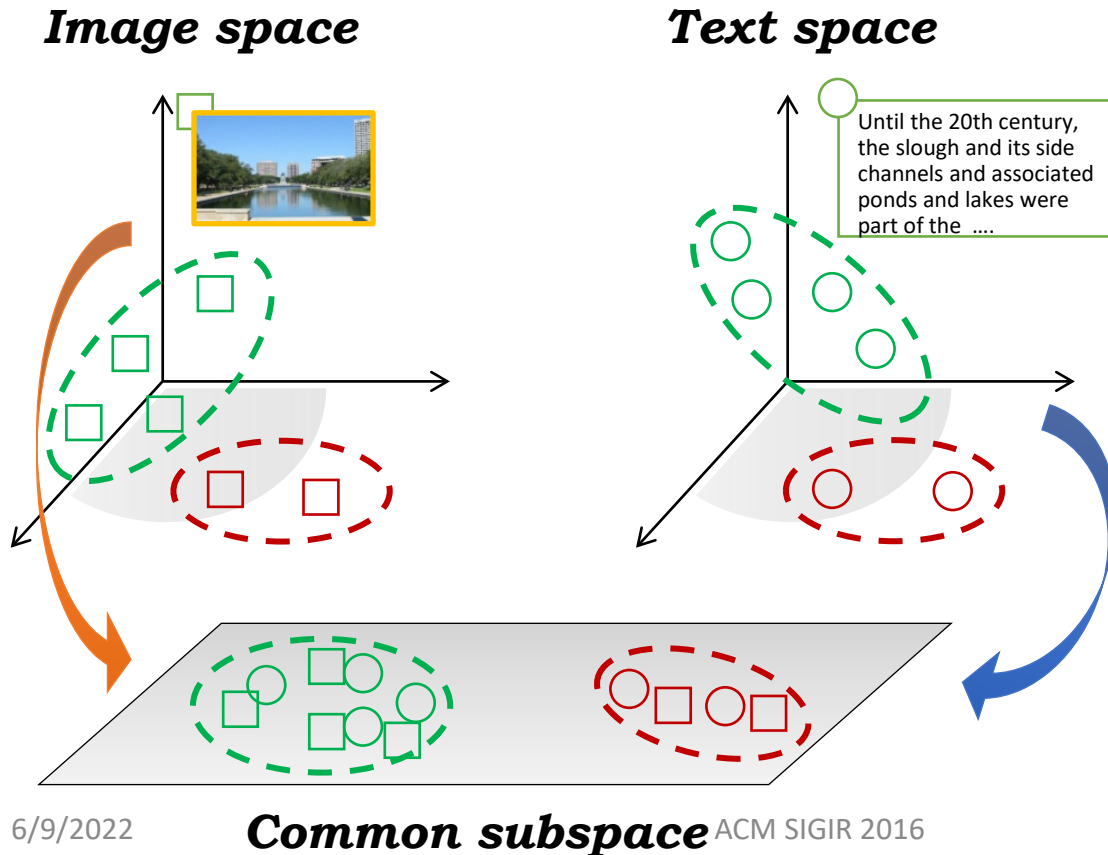 Image space
Text space
Until the 20th century,
the slough and its side
channels and associated
ponds and lakes were
part of the ....
6/9/2022
Common subspace
ACM SIGIR 2016